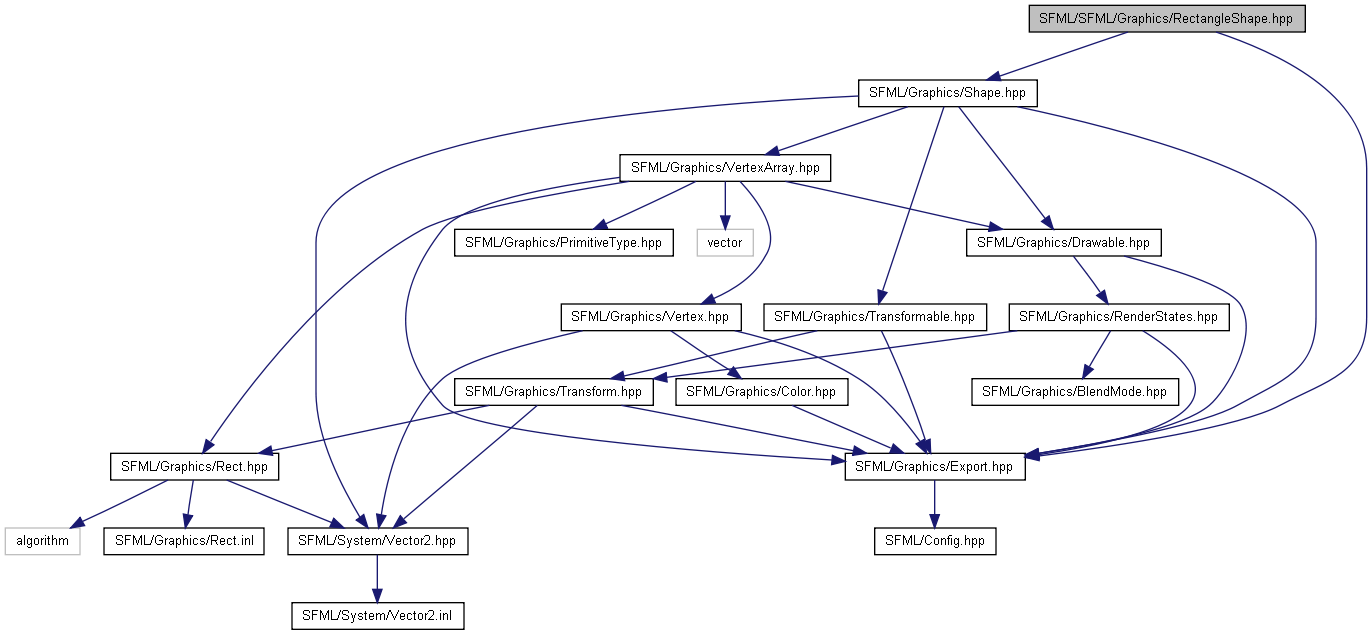 SFML/SFML/Graphics/RectangleShape.hpp
SFML/Graphics/Shape.hpp
SFML/Graphics/VertexArray.hpp
SFML/Graphics/PrimitiveType.hpp
vector
SFML/Graphics/Drawable.hpp
SFML/Graphics/Vertex.hpp
SFML/Graphics/Transformable.hpp
SFML/Graphics/RenderStates.hpp
SFML/Graphics/Transform.hpp
SFML/Graphics/Color.hpp
SFML/Graphics/BlendMode.hpp
SFML/Graphics/Rect.hpp
SFML/Graphics/Export.hpp
algorithm
SFML/Graphics/Rect.inl
SFML/System/Vector2.hpp
SFML/Config.hpp
SFML/System/Vector2.inl